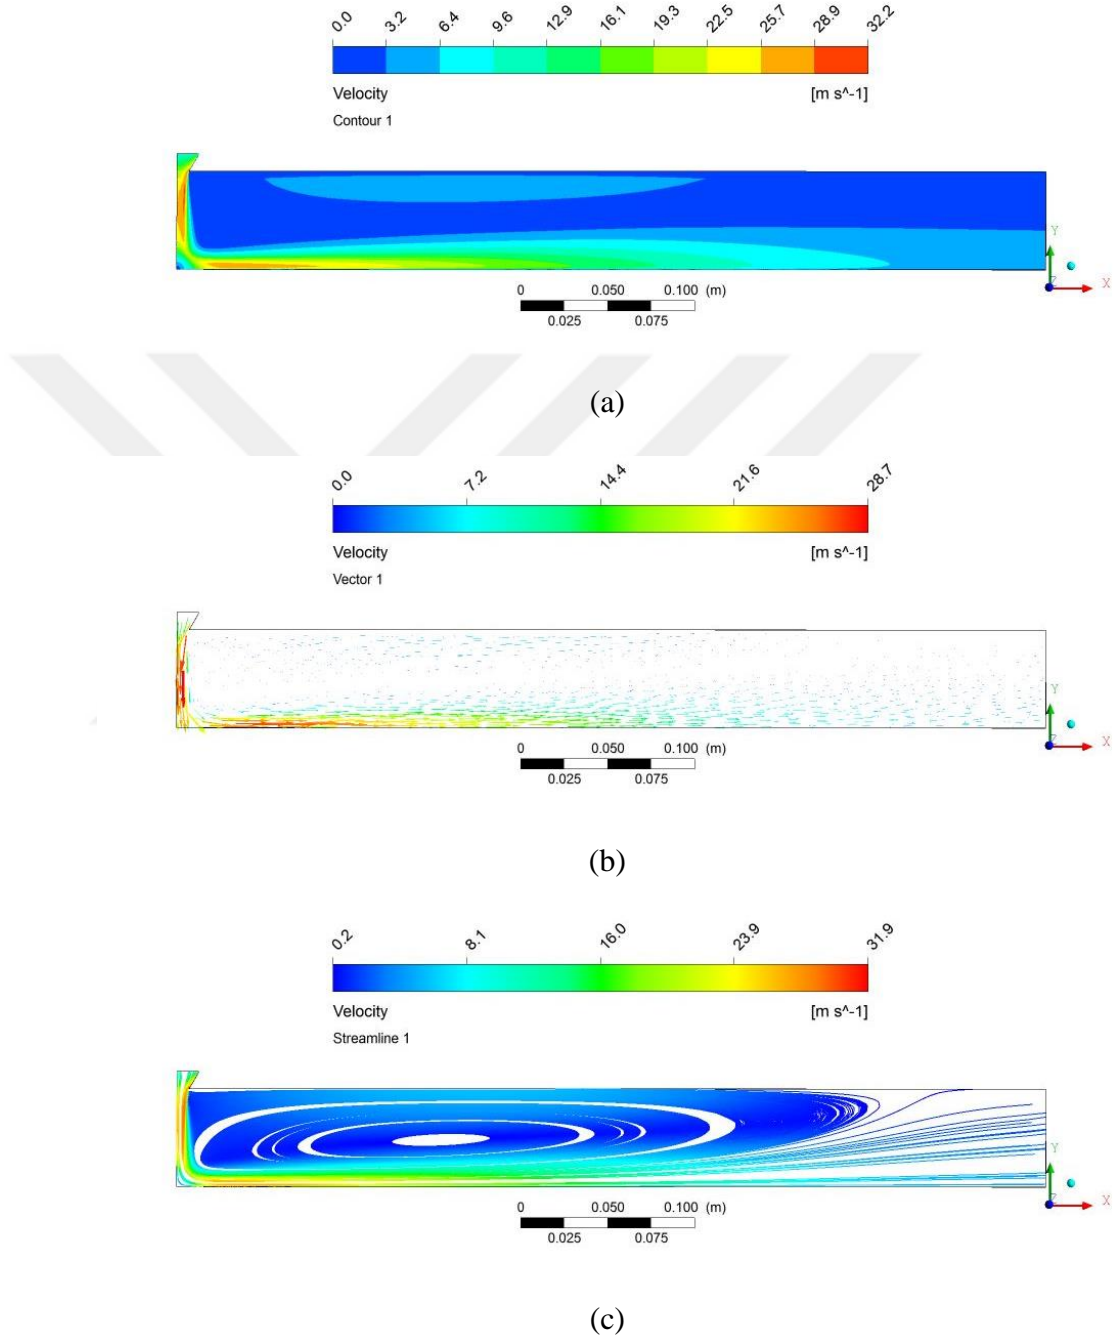 0.0 3.2 6.4 9.6 12.9 16.1 19.3 22.5 25.7 28.9 32.2
Velocity [m s^-1]
Contour 1
Y
Z X
0 0.050 0.100 (m)
0.025 0.075
(a)
0.0 7.2 14.4 21.6 28.7
Velocity [m s^-1]
Vector 1
Y
Z X
0 0.050 0.100 (m)
0.025 0.075
(b)
0.2 8.1 16.0 23.9 31.9
Velocity [m s^-1]
Streamline 1
Y
Z X
0 0.050 0.100 (m)
0.025 0.075
(c)